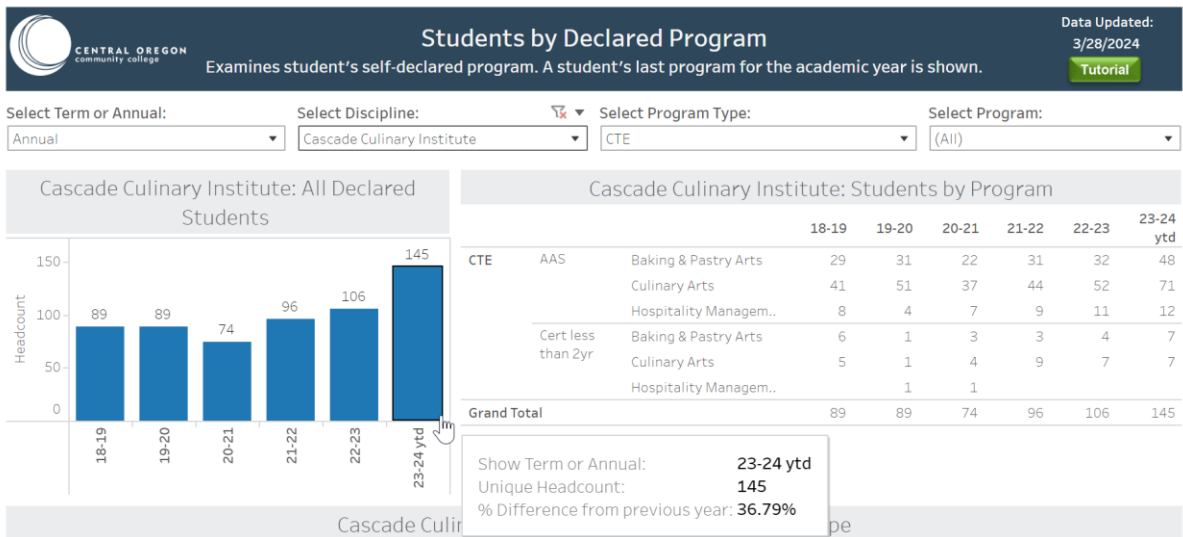 CENTRAL OREGON
community college
Students by Declared Program
Examines student's self-declared program. A student's last program for the academic year is shown.
Data Updated:
3/28/2024
Tutorial
Select Term or Annual:
Annual
Select Discipline:
Cascade Culinary Institute
Select Program Type:
CTE
Select Program:
(All)
Cascade Culinary Institute: All Declared
Students
Headcount
150
100
50
0
89
89
74
96
106
145
18-19
19-20
20-21
21-22
22-23
23-24 ytd
Cascade Culinary Institute: Students by Program
18-19 19-20 20-21 21-22 22-23 23-24 ytd
CTE AAS Baking & Pastry Arts 29 31 22 31 32 48
Culinary Arts 41 51 37 44 52 71
Hospitality Managem.. 8 4 7 9 11 12
Cert less than 2yr Baking & Pastry Arts 6 1 3 3 4 7
Culinary Arts 5 1 4 9 7 7
Hospitality Managem.. 1 1
Grand Total 89 89 74 96 106 145
Show Term or Annual: 23-24 ytd
Unique Headcount: 145
% Difference from previous year: 36.79%
Cascade Culin
pe